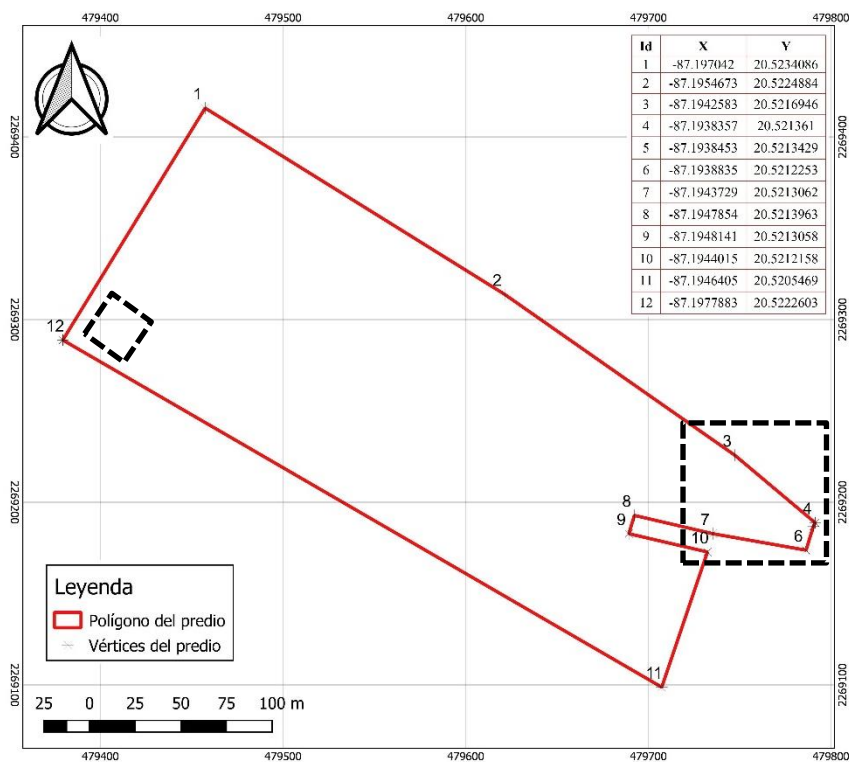 479400 479500 479600 479700 479800
Id X Y
1 -87.197042 20.5234086
2 -87.1954673 20.5224884
3 -87.1942583 20.5216946
4 -87.1938357 20.521361
5 -87.1938453 20.5213429
6 -87.1938835 20.5212253
7 -87.1943729 20.5213062
8 -87.1947854 20.5213963
9 -87.1948141 20.5213058
10 -87.1944015 20.5212158
11 -87.1946405 20.5205469
12 -87.1977883 20.5222603
1
2269400 2269400
2
2269300 2269300
12
3
2269200 2269200
8
4
9
7
6
10
11
2269100 2269100
Leyenda
Polígono del predio
Vértices del predio
25 0 25 50 75 100 m
479400 479500 479600 479700 479800